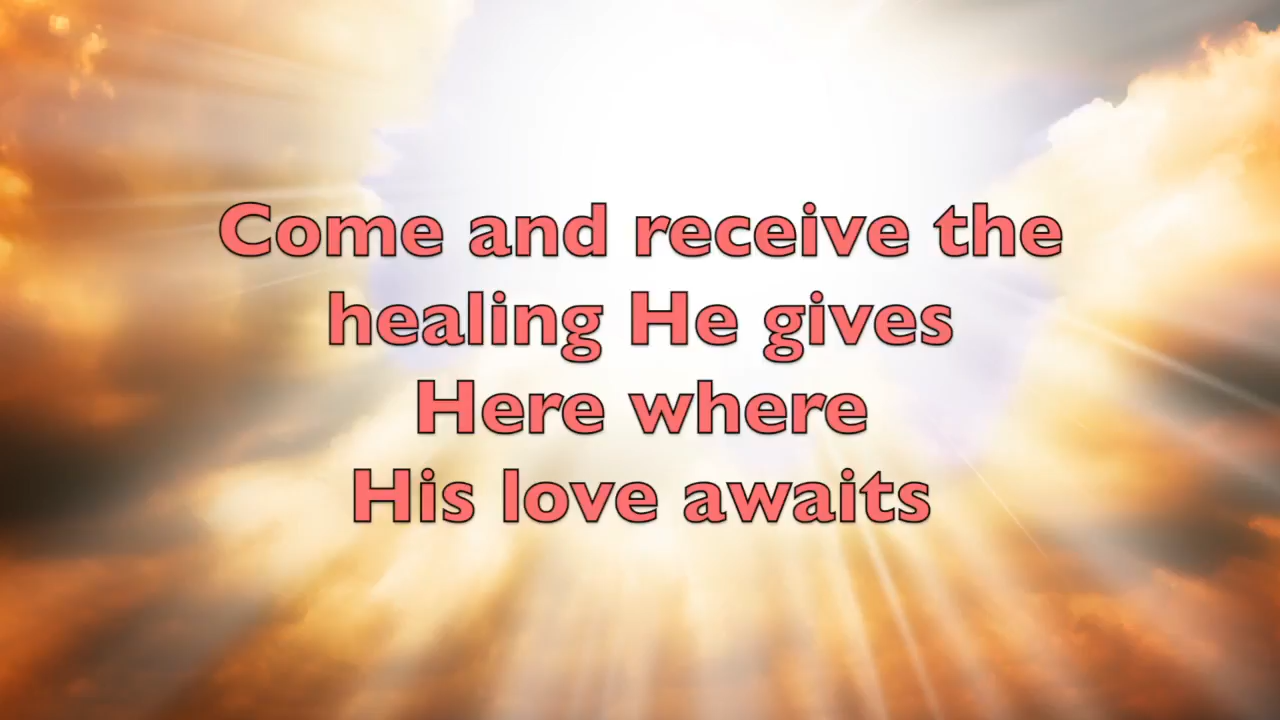 Come and receive the
healing He gives
Here where
His love awaits